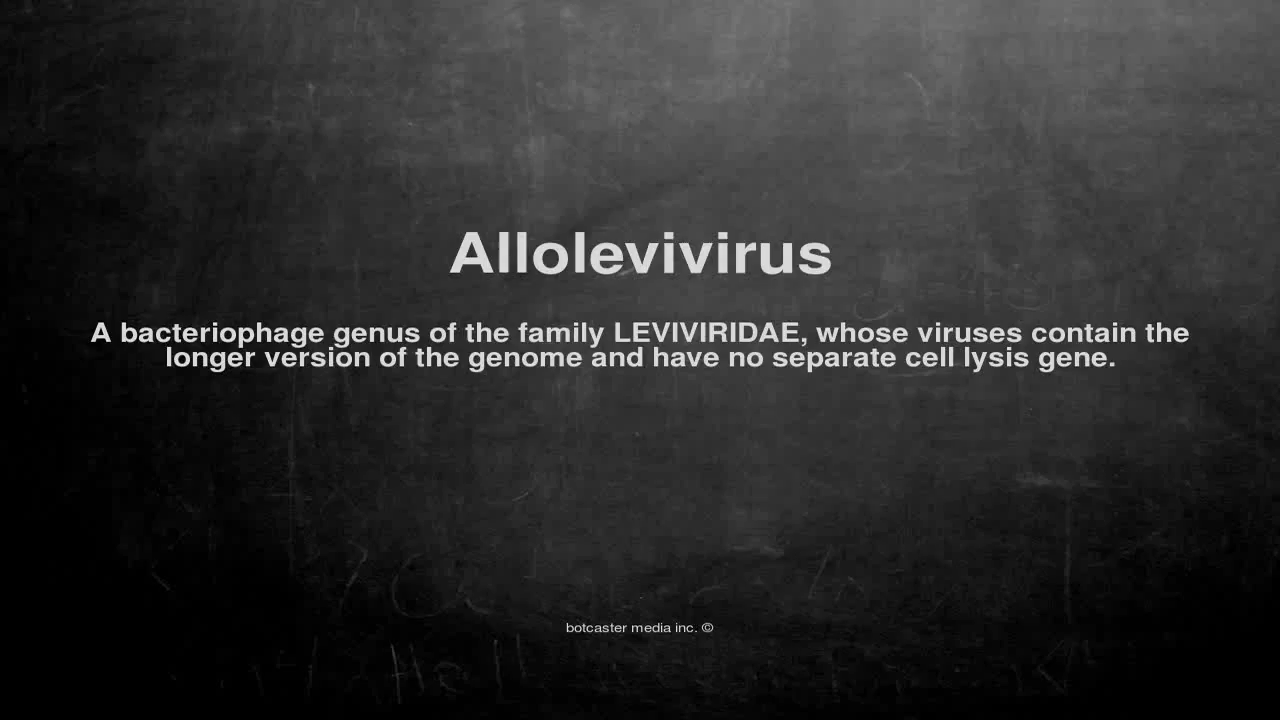 Allolevivirus
A bacteriophage genus of the family LEVIVIRIDAE, whose viruses contain the
longer version of the genome and have no separate cell lysis gene.
botcaster media inc. ©